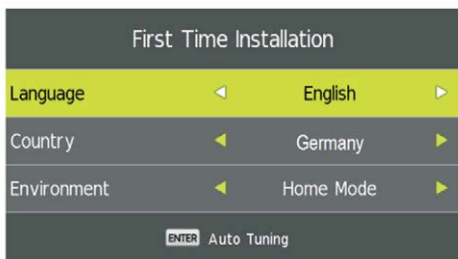 First Time Installation
Language English
Country Germany
Environment Home Mode
ENTER Auto Tuning